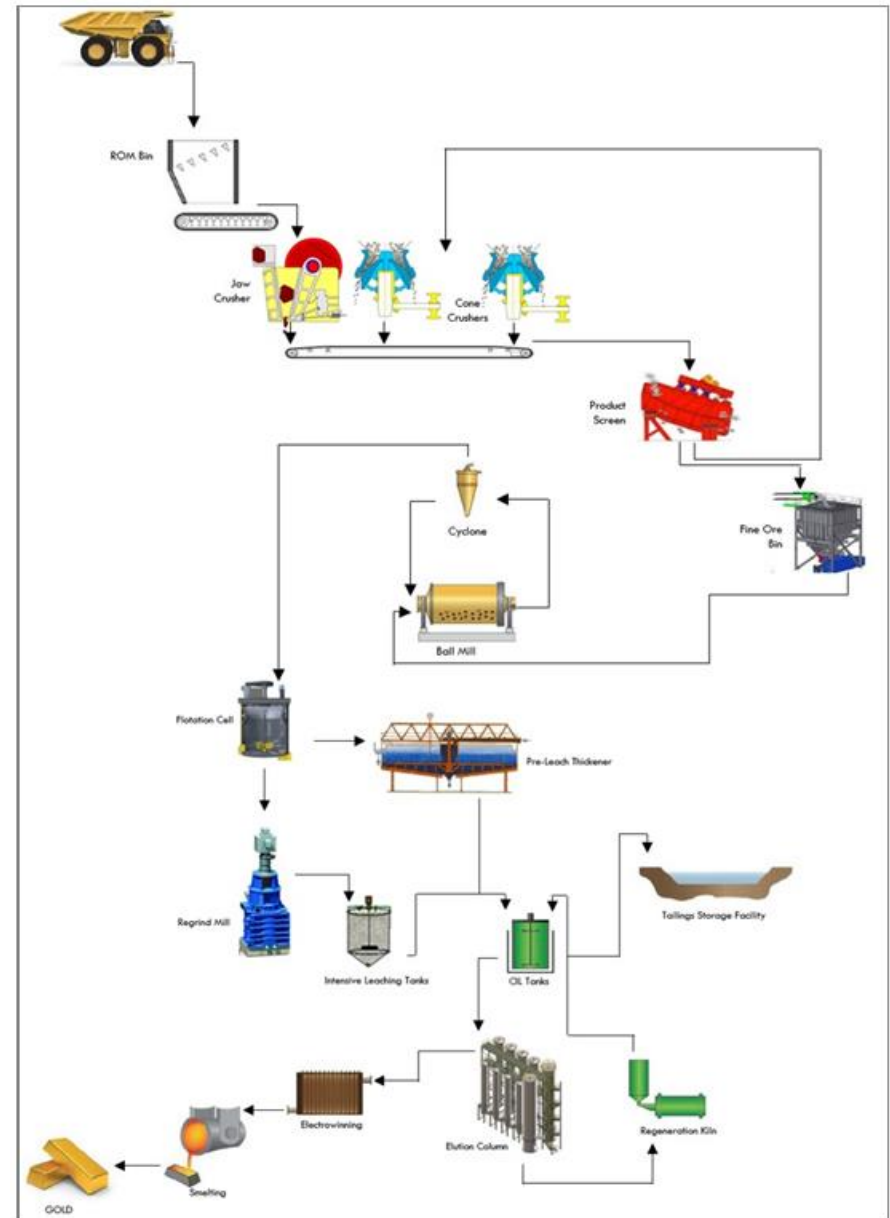 ROM Bin
Jaw
Crusher
Cone
Crushers
Product
Screen
Cyclone
Fine Ore
Bin
Ball Mill
Flotation Cell
Pre-Leach Thickener
Regrind Mill
Tailings Storage Facility
Intensive Leaching Tanks
CIL Tanks
Electrowinning
Elution Column
Regeneration Kiln
Smelting
GOLD